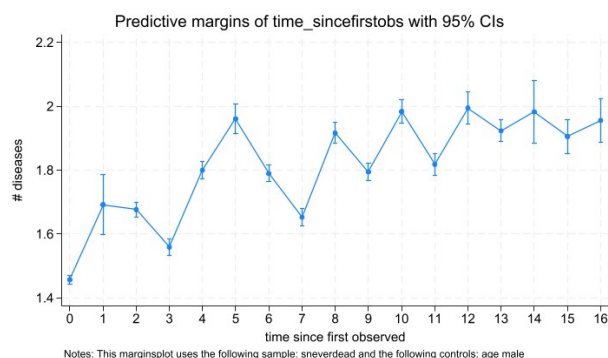 Predictive margins of time_sincefirstobs with 95% CIs
2.2
2
1.8
1.6
1.4
# diseases
0 1 2 3 4 5 6 7 8 9 10 11 12 13 14 15 16
time since first observed
Notes: This marginsplot uses the following sample: sneverdead and the following controls: age male